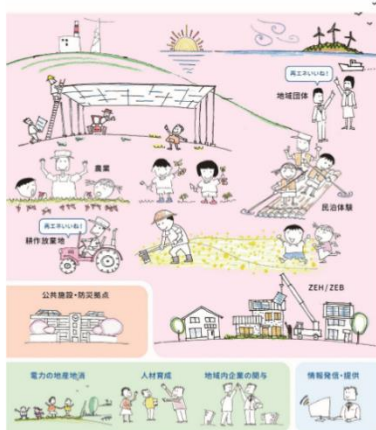 再エネいいね!
地域団体
農業
民泊体験
再エネいいね!
耕作放棄地
公共施設・防災拠点
ZEH/ZEB
電力の地産地消
人材育成
地域内企業の関与
情報発信・提供